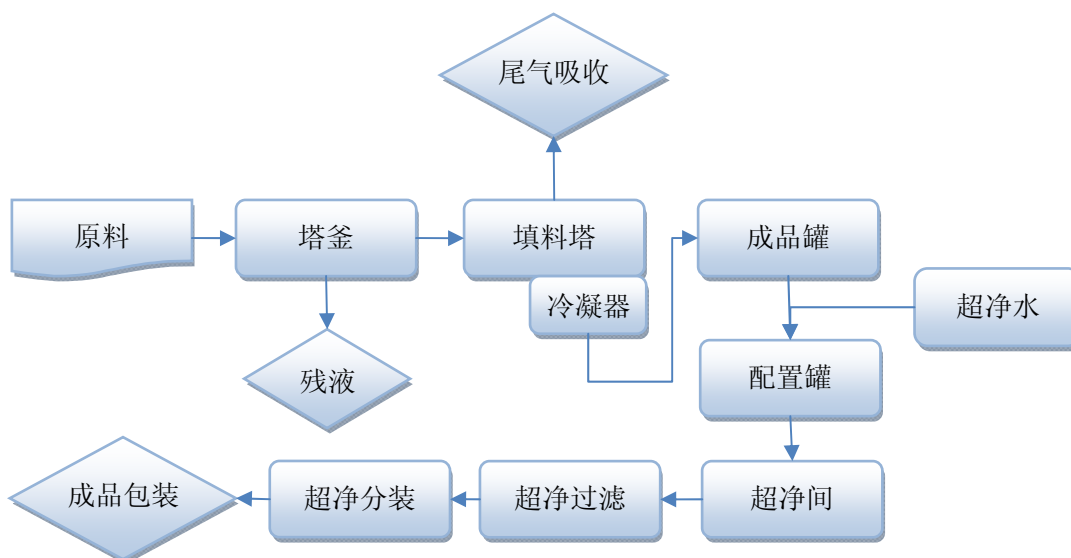 尾气吸收
原料
塔釜
填料塔
成品罐
冷凝器
超净水
残液
配置罐
成品包装
超净分装
超净过滤
超净间